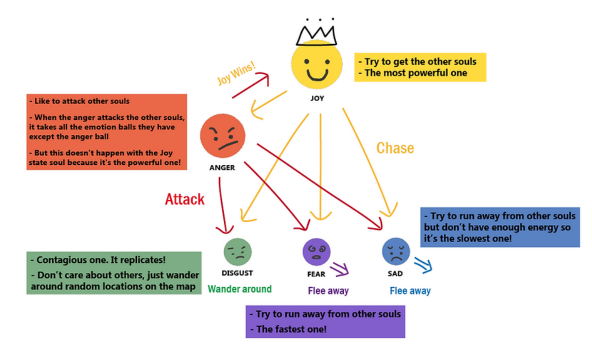 Joy Wins!
JOY
- Try to get the other souls
- The most powerful one
- Like to attack other souls
- When the anger attacks the other souls,
it takes all the emotion balls they have
except the anger ball
- But this doesn't happen with the Joy
state soul because it's the powerful one!
ANGER
Chase
Attack
- Try to run away from other souls
but don't have enough energy so
it's the slowest one!
- Contagious one. It replicates!
- Don't care about others, just wander
around random locations on the map
DISGUST
Wander around
FEAR
Flee away
SAD
Flee away
- Try to run away from other souls
- The fastest one!